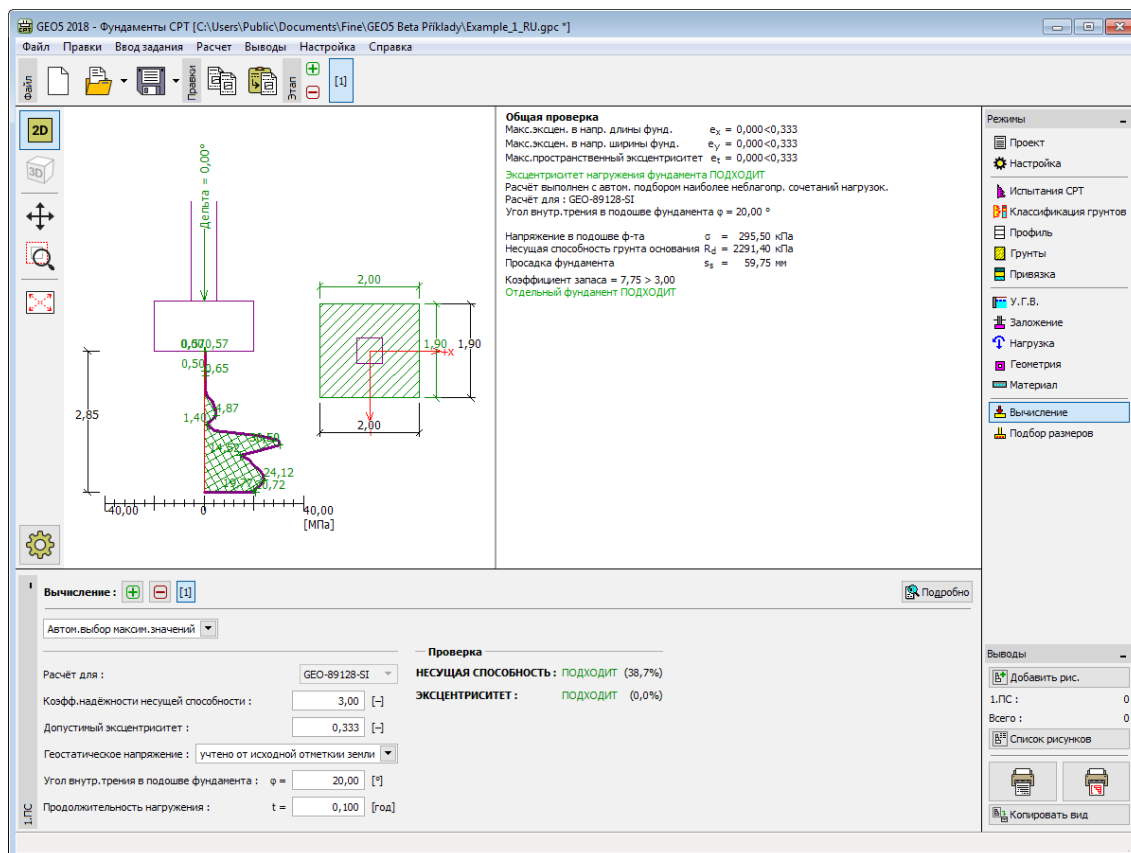 GEO5 2018 - Фундаменты CPT [C:\Users\Public\Documents\Fine\GEO5 Beta Příklady\Example_1_RU.gpc *]
Файл Правки Ввод задания Расчет Выводы Настройка Справка
Файл
Правки
Этап
[1]
2D
3D
Дельта = 0,00°
0,57
0,50
0,65
4,87
1,40
14,52
24,12
20,72
2,85
40,00
0
40,00
[МПа]
2,00
1,90
1,90
+x
2,00
Общая проверка
Макс.эксцен. в напр. длины фунд. ex = 0,000<0,333
Макс.эксцен. в напр. ширины фунд. ey = 0,000<0,333
Макс.пространственный эксцентриситет et = 0,000<0,333
Эксцентриситет нагружения фундамента ПОДХОДИТ
Расчёт выполнен с автом. подбором наиболее неблагопр. сочетаний нагрузок.
Расчёт для : GEO-89128-SI
Угол внутр.трения в подошве фундамента φ = 20,00 °
Напряжение в подошве ф-та σ = 295,50 кПа
Несущая способность грунта основания Rd = 2291,40 кПа
Просадка фундамента ss = 59,75 мм
Коэффициент запаса = 7,75 > 3,00
Отдельный фундамент ПОДХОДИТ
Режимы
Проект
Настройка
Испытания CPT
Классификация грунтов
Профиль
Грунты
Привязка
У.Г.В.
Заложение
Нагрузка
Геометрия
Материал
Вычисление
Подбор размеров
Выводы
Добавить рис.
1.ПС : 0
Всего : 0
Список рисунков
Копировать вид
1.ПС
Вычисление : [1]
Подробно
Автом.выбор максим.значений
Расчёт для : GEO-89128-SI
Коэфф.надёжности несущей способности : 3,00 [–]
Допустимый эксцентриситет : 0,333 [–]
Геостатическое напряжение : учтено от исходной отметкии земли
Угол внутр.трения в подошве фундамента : φ = 20,00 [°]
Продолжительность нагружения : t = 0,100 [год]
Проверка
НЕСУЩАЯ СПОСОБНОСТЬ : ПОДХОДИТ (38,7%)
ЭКСЦЕНТРИСИТЕТ : ПОДХОДИТ (0,0%)